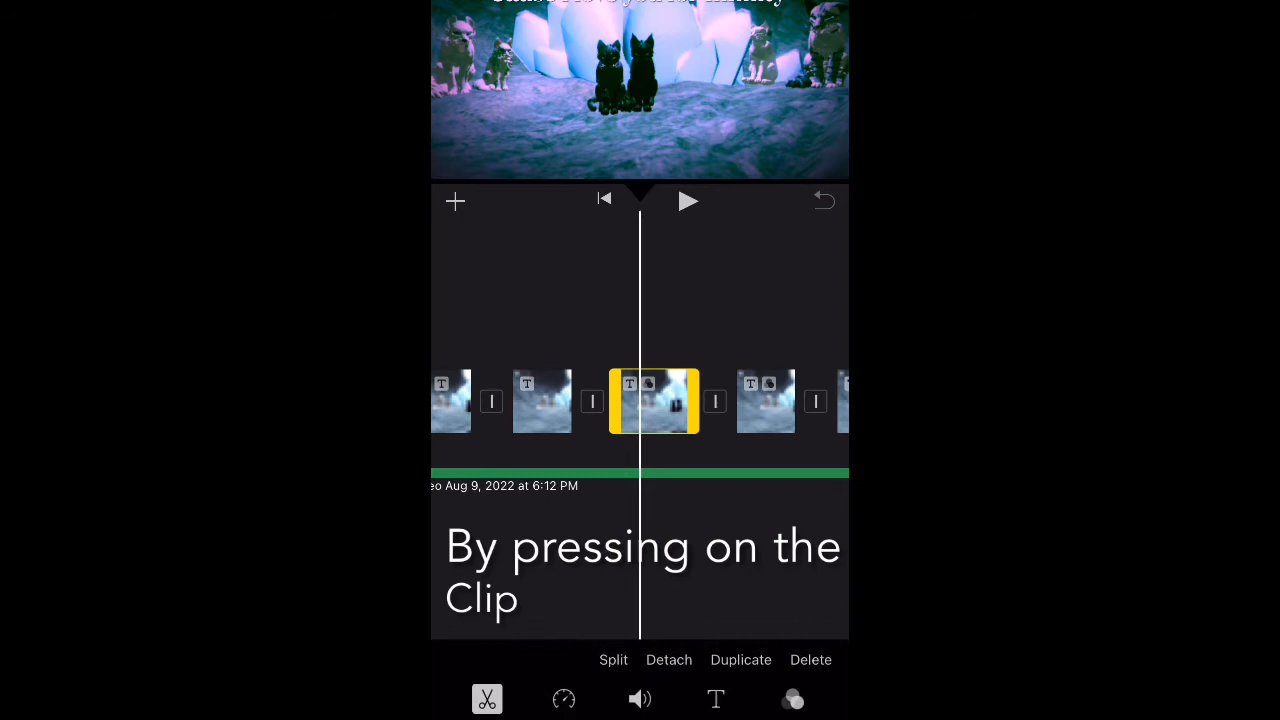 eo Aug 9, 2022 at 6:12 PM
By pressing on the
Clip
Split Detach Duplicate Delete